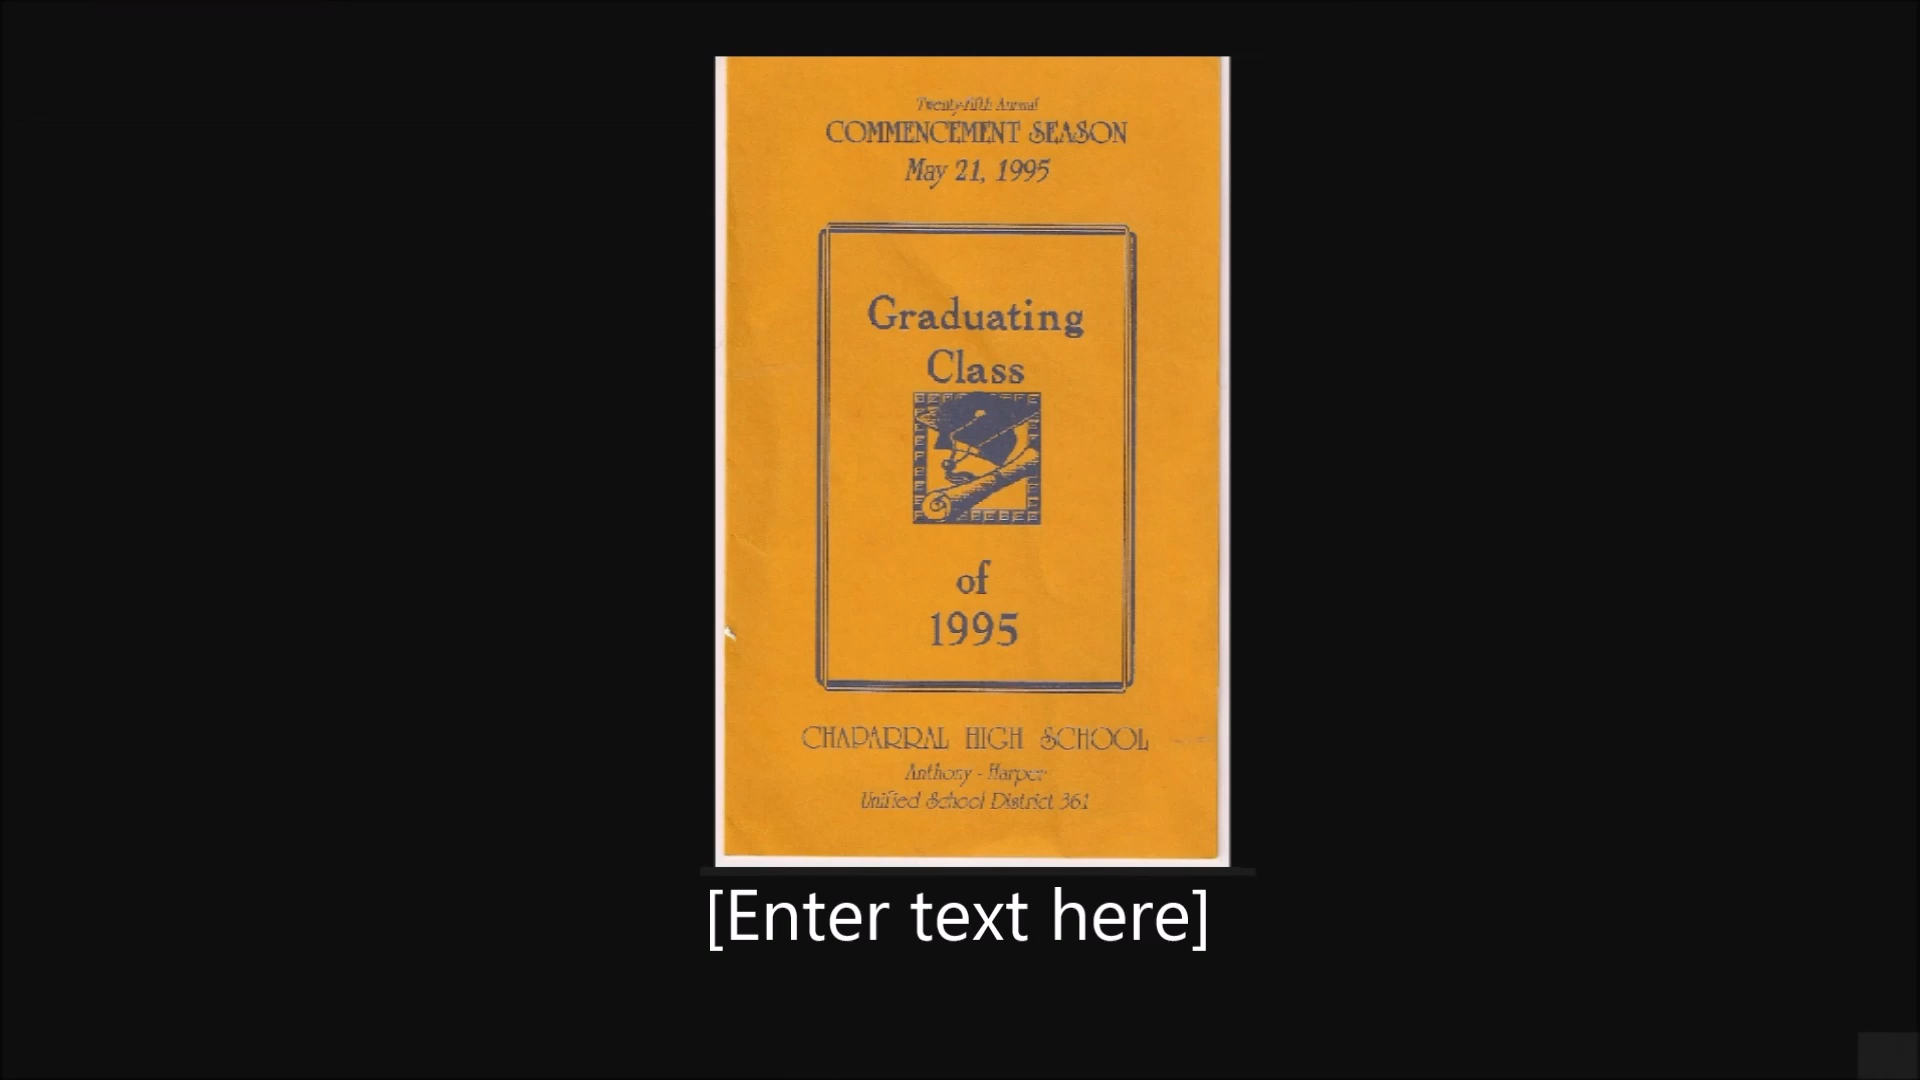 Twenty-fifth Annual
COMMENCEMENT SEASON
May 21, 1995
Graduating
Class
of
1995
CHAPARRAL HIGH SCHOOL
Anthony - Harper
Unified School District 361
[Enter text here]